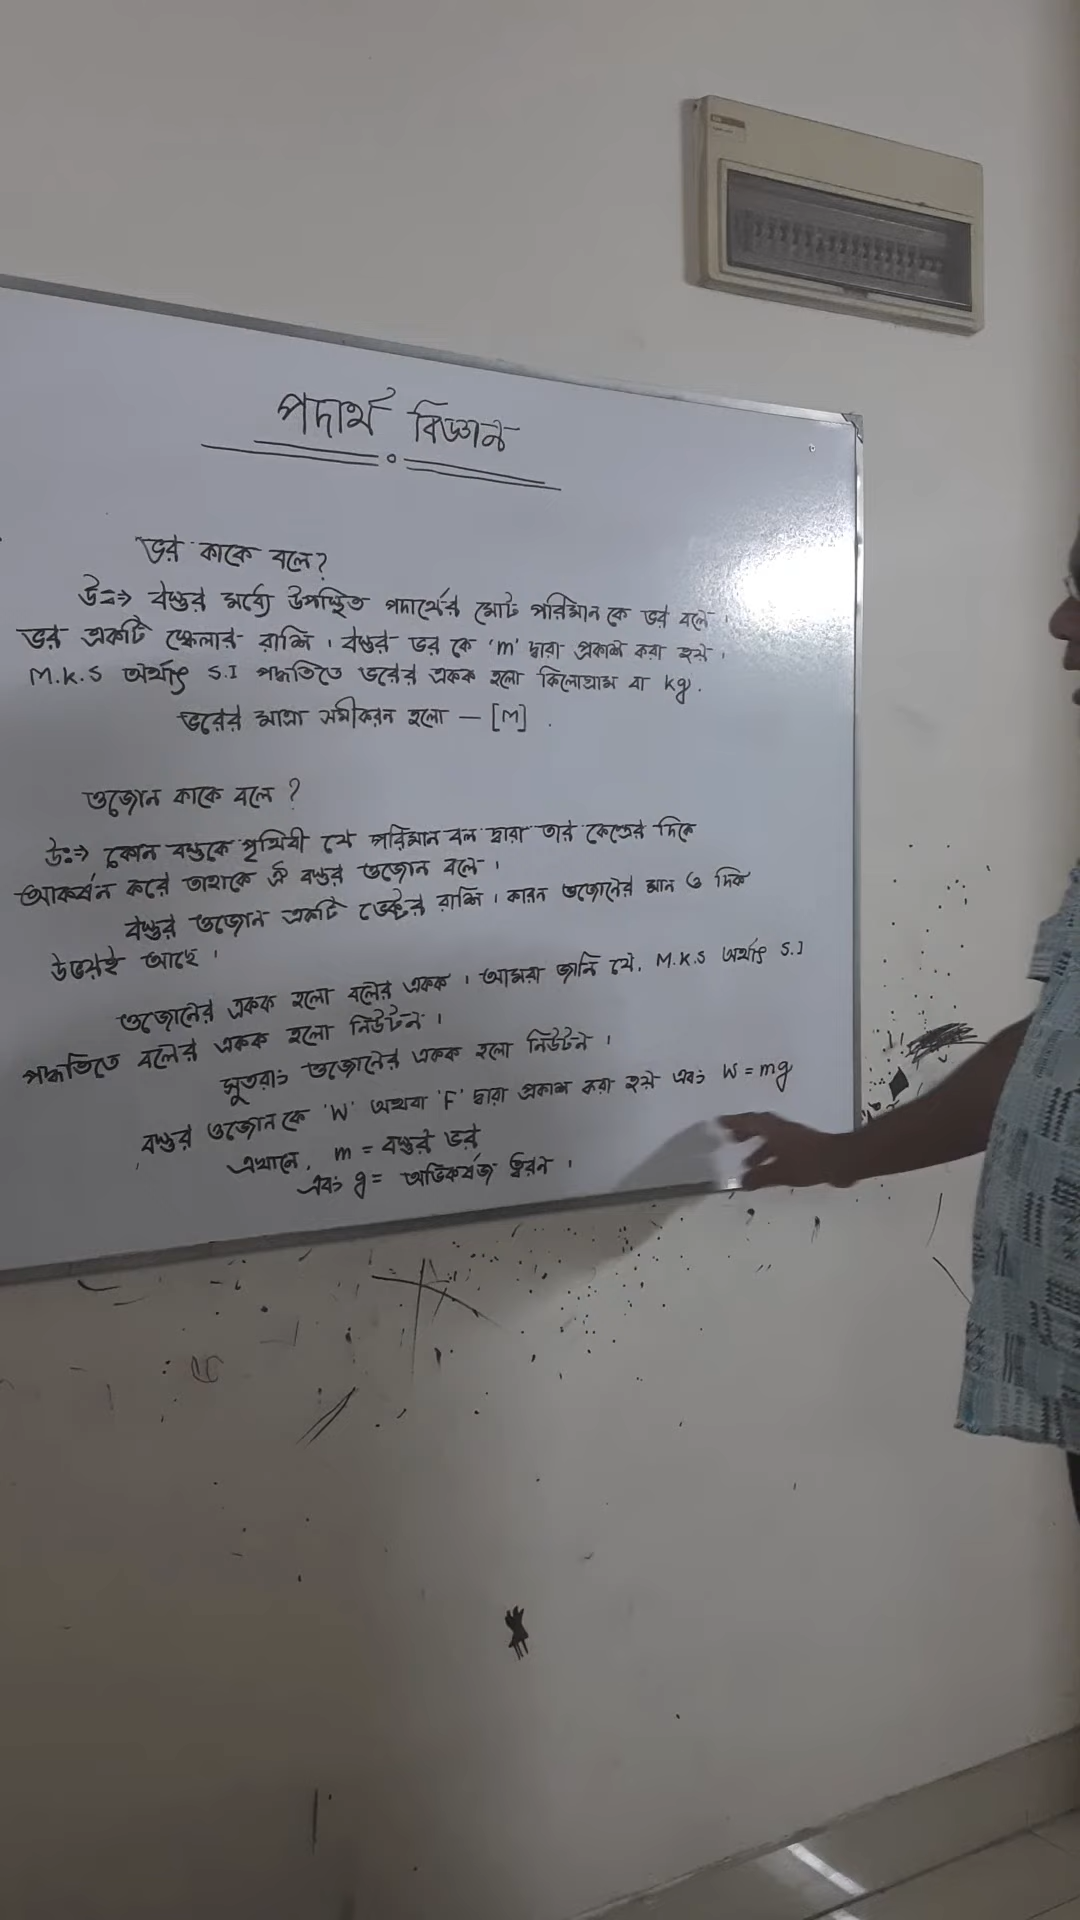 পদার্থ বিজ্ঞান
ভর কাকে বলে?
উঃ⇒ বস্তুর মধ্যে উপস্থিত পদার্থের মোট পরিমান কে ভর বলে।
ভর একটি স্কেলার রাশি। বস্তুর ভর কে 'm' দ্বারা প্রকাশ করা হয়।
M.K.S অর্থাৎ S.I পদ্ধতিতে ভরের একক হলো কিলোগ্রাম বা kg.
ভরের মাত্রা সমীকরন হলো — [M].
ওজোন কাকে বলে?
উঃ⇒ কোন বস্তুকে পৃথিবী যে পরিমান বল দ্বারা তার কেন্দ্রের দিকে
আকর্ষন করে তাহাকে ঐ বস্তুর ওজোন বলে।
বস্তুর ওজোন একটি ভেক্টর রাশি। কারন ওজোনের মান ও দিক
উভয়ই আছে।
ওজোনের একক হলো বলের একক। আমরা জানি যে, M.K.S অর্থাৎ S.I
পদ্ধতিতে বলের একক হলো নিউটন।
সুতরাং ওজোনের একক হলো নিউটন।
বস্তুর ওজোন কে 'W' অথবা 'F' দ্বারা প্রকাশ করা হয় এবং W = mg
এখানে, m = বস্তুর ভর
এবং g = অভিকর্ষজ ত্বরন।